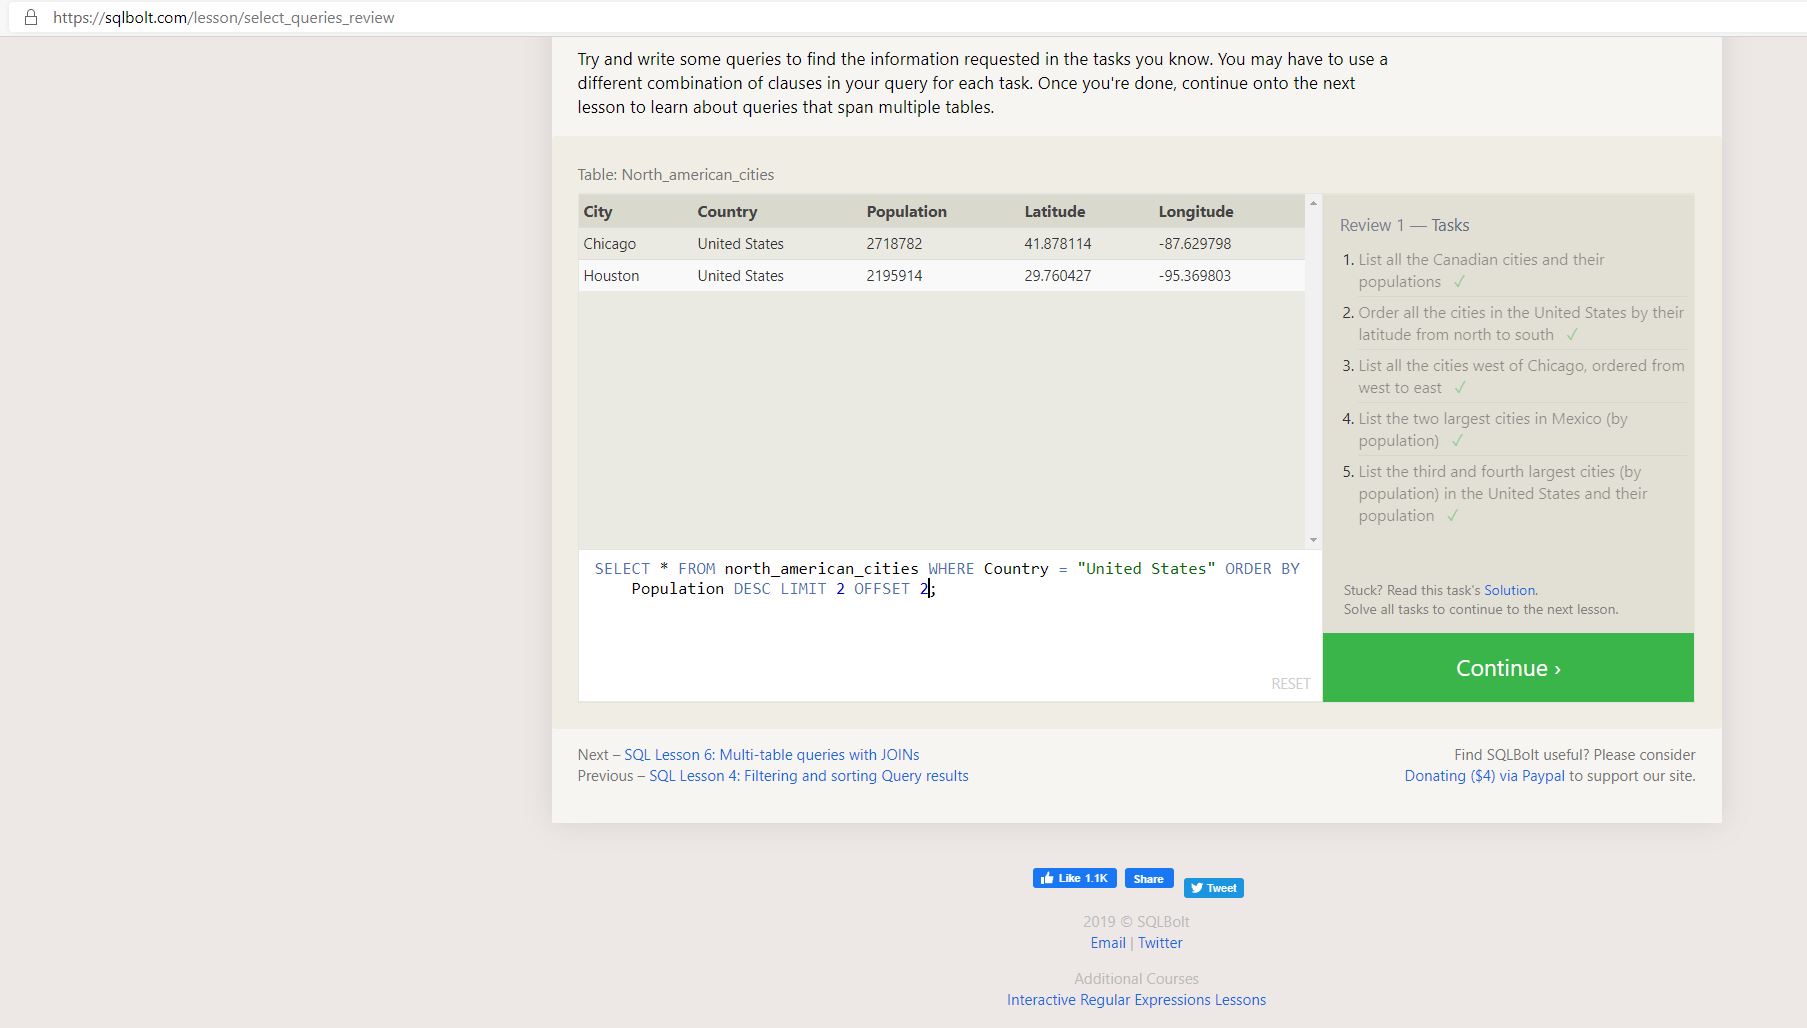 https://sqlbolt.com/lesson/select_queries_review
Try and write some queries to find the information requested in the tasks you know. You may have to use a
different combination of clauses in your query for each task. Once you're done, continue onto the next
lesson to learn about queries that span multiple tables.
Table: North_american_cities
City Country Population Latitude Longitude
Chicago United States 2718782 41.878114 -87.629798
Houston United States 2195914 29.760427 -95.369803
SELECT * FROM north_american_cities WHERE Country = "United States" ORDER BY
Population DESC LIMIT 2 OFFSET 2;
RESET
Review 1 — Tasks
1. List all the Canadian cities and their
populations ✓
2. Order all the cities in the United States by their
latitude from north to south ✓
3. List all the cities west of Chicago, ordered from
west to east ✓
4. List the two largest cities in Mexico (by
population) ✓
5. List the third and fourth largest cities (by
population) in the United States and their
population ✓
Stuck? Read this task's Solution.
Solve all tasks to continue to the next lesson.
Continue ›
Next – SQL Lesson 6: Multi-table queries with JOINs
Previous – SQL Lesson 4: Filtering and sorting Query results
Find SQLBolt useful? Please consider
Donating ($4) via Paypal to support our site.
Like 1.1K Share Tweet
2019 © SQLBolt
Email | Twitter
Additional Courses
Interactive Regular Expressions Lessons